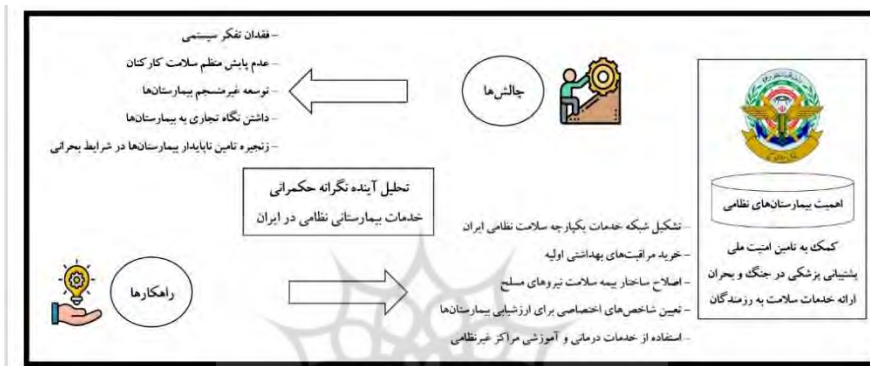 اهمیت بیمارستان‌های نظامی
کمک به تامین امنیت ملی
پشتیبانی پزشکی در جنگ و بحران
ارائه خدمات سلامت به رزمندگان
چالش‌ها
– فقدان تفکر سیستمی
– عدم پایش منظم سلامت کارکنان
– توسعه غیرمنسجم بیمارستان‌ها
– داشتن نگاه تجاری به بیمارستان‌ها
– زنجیره تامین ناپایدار بیمارستان‌ها در شرایط بحرانی
تحلیل آینده نگرانه حکمرانی
خدمات بیمارستانی نظامی در ایران
راهکارها
– تشکیل شبکه خدمات یکپارچه سلامت نظامی ایران
– خرید مراقبت‌های بهداشتی اولیه
– اصلاح ساختار بیمه سلامت نیروهای مسلح
– تعیین شاخص‌های اختصاصی برای ارزشیابی بیمارستان‌ها
– استفاده از خدمات درمانی و آموزشی مراکز غیرنظامی